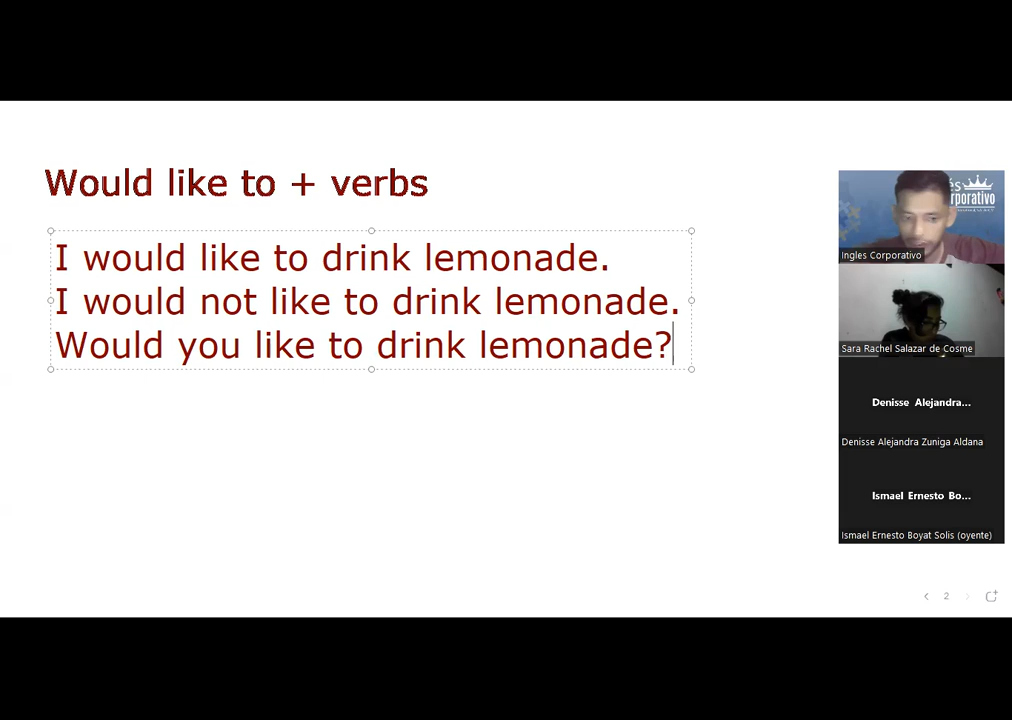 Would like to + verbs
I would like to drink lemonade.
I would not like to drink lemonade.
Would you like to drink lemonade?
és
rporativo
Ingles Corporativo
Sara Rachel Salazar de Cosme
Denisse Alejandra...
Denisse Alejandra Zuniga Aldana
Ismael Ernesto Bo...
Ismael Ernesto Boyat Solis (oyente)
2